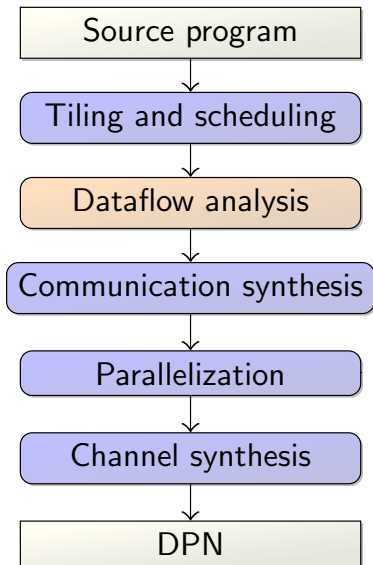 Source program
Tiling and scheduling
Dataflow analysis
Communication synthesis
Parallelization
Channel synthesis
DPN